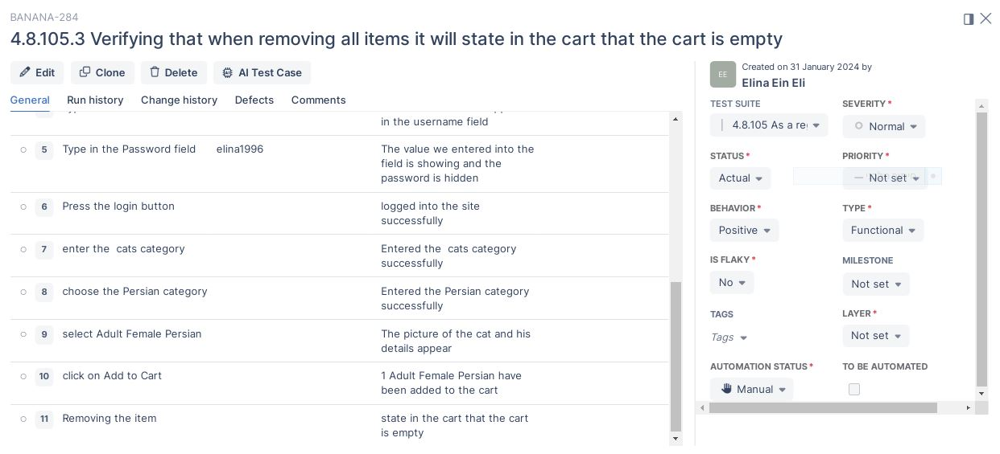 BANANA-284
4.8.105.3 Verifying that when removing all items it will state in the cart that the cart is empty
Edit
Clone
Delete
AI Test Case
General
Run history
Change history
Defects
Comments
in the username field
5
Type in the Password field
elina1996
The value we entered into the
field is showing and the
password is hidden
6
Press the login button
logged into the site
successfully
7
enter the  cats category
Entered the  cats category
successfully
8
choose the Persian category
Entered the Persian category
successfully
9
select Adult Female Persian
The picture of the cat and his
details appear
10
click on Add to Cart
1 Adult Female Persian have
been added to the cart
11
Removing the item
state in the cart that the cart
is empty
EE
Created on 31 January 2024 by
Elina Ein Eli
TEST SUITE
4.8.105 As a re
SEVERITY*
Normal
STATUS*
Actual
PRIORITY*
Not set
BEHAVIOR*
Positive
TYPE*
Functional
IS FLAKY*
No
MILESTONE
Not set
TAGS
Tags
LAYER*
Not set
AUTOMATION STATUS*
Manual
TO BE AUTOMATED